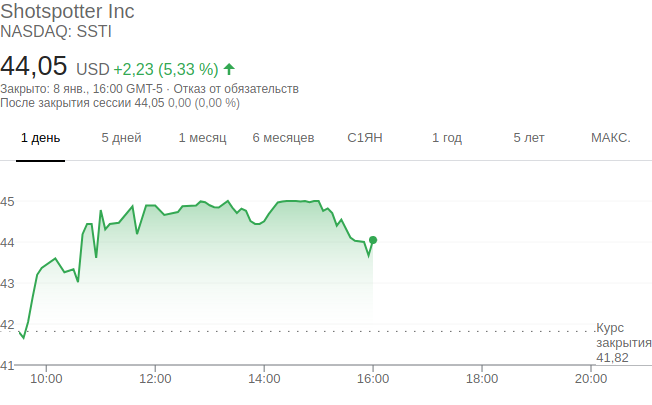 Shotspotter Inc
NASDAQ: SSTI
44,05 USD +2,23 (5,33 %)
Закрыто: 8 янв., 16:00 GMT-5 · Отказ от обязательств
После закрытия сессии 44,05 0,00 (0,00 %)
1 день 5 дней 1 месяц 6 месяцев С1ЯН 1 год 5 лет МАКС.
45
44
43
42
Курс
закрытия
41,82
41
10:00 12:00 14:00 16:00 18:00 20:00